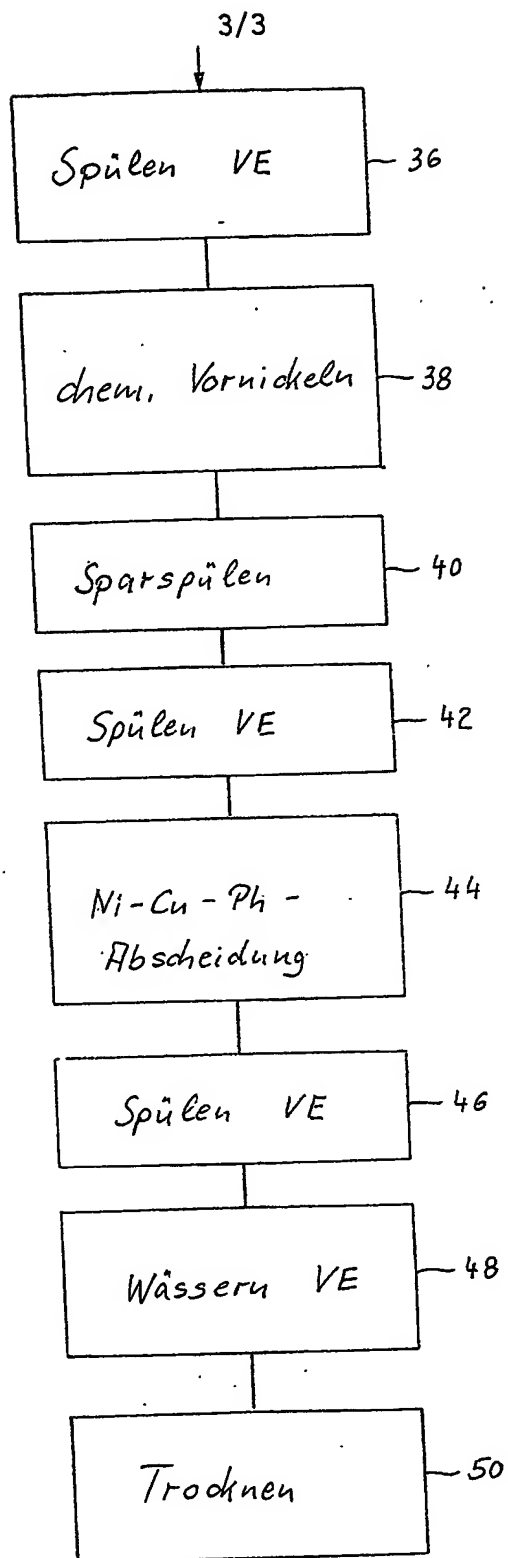 3/3
Spülen VE 36
chem. Vornickeln 38
Sparspülen 40
Spülen VE 42
Ni-Cu-Ph- 44
Abscheidung
Spülen VE 46
Wässern VE 48
Trocknen 50